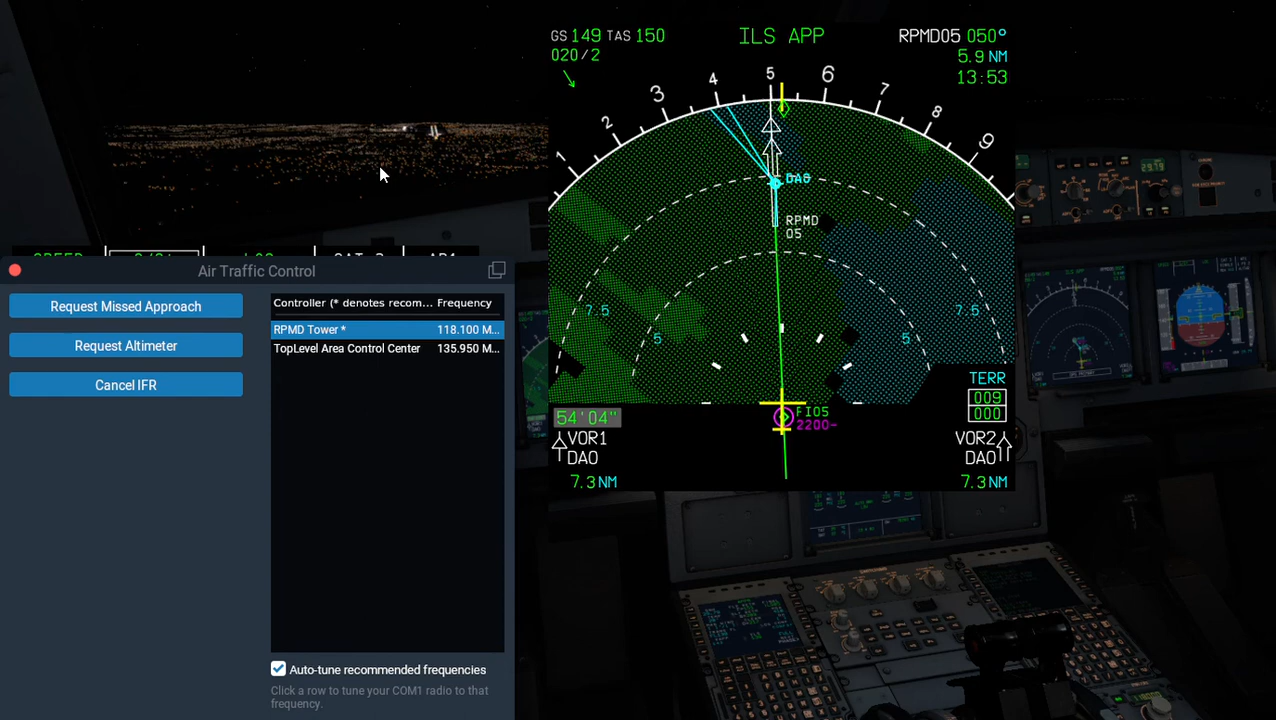 GS 149 TAS 150
020/2
ILS APP
RPMD05 050°
5.9 NM
13:53
1 2 3 4 5 6 7 8 9
DAO
RPMD
05
7.5 7.5
5 5
TERR
009
000
54'04"
FI05
2200-
VOR1
DAO
7.3 NM
VOR2
DAO
7.3 NM
29.79
Air Traffic Control
Request Missed Approach
Request Altimeter
Cancel IFR
Controller (* denotes recom... Frequency
RPMD Tower * 118.100 M...
TopLevel Area Control Center 135.950 M...
Auto-tune recommended frequencies
Click a row to tune your COM1 radio to that
frequency.